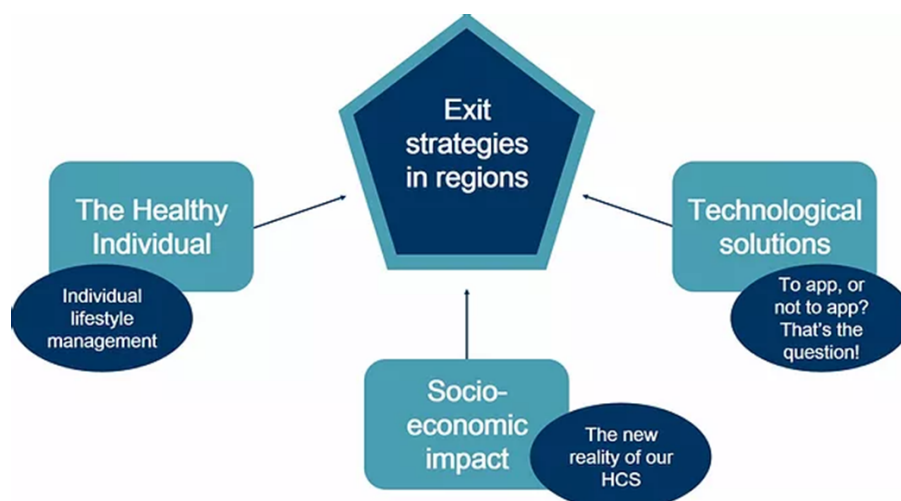 Exit
strategies
in regions
The Healthy
Individual
Individual
lifestyle
management
Technological
solutions
To app, or
not to app?
That's the
question!
Socio-
economic
impact
The new
reality of our
HCS